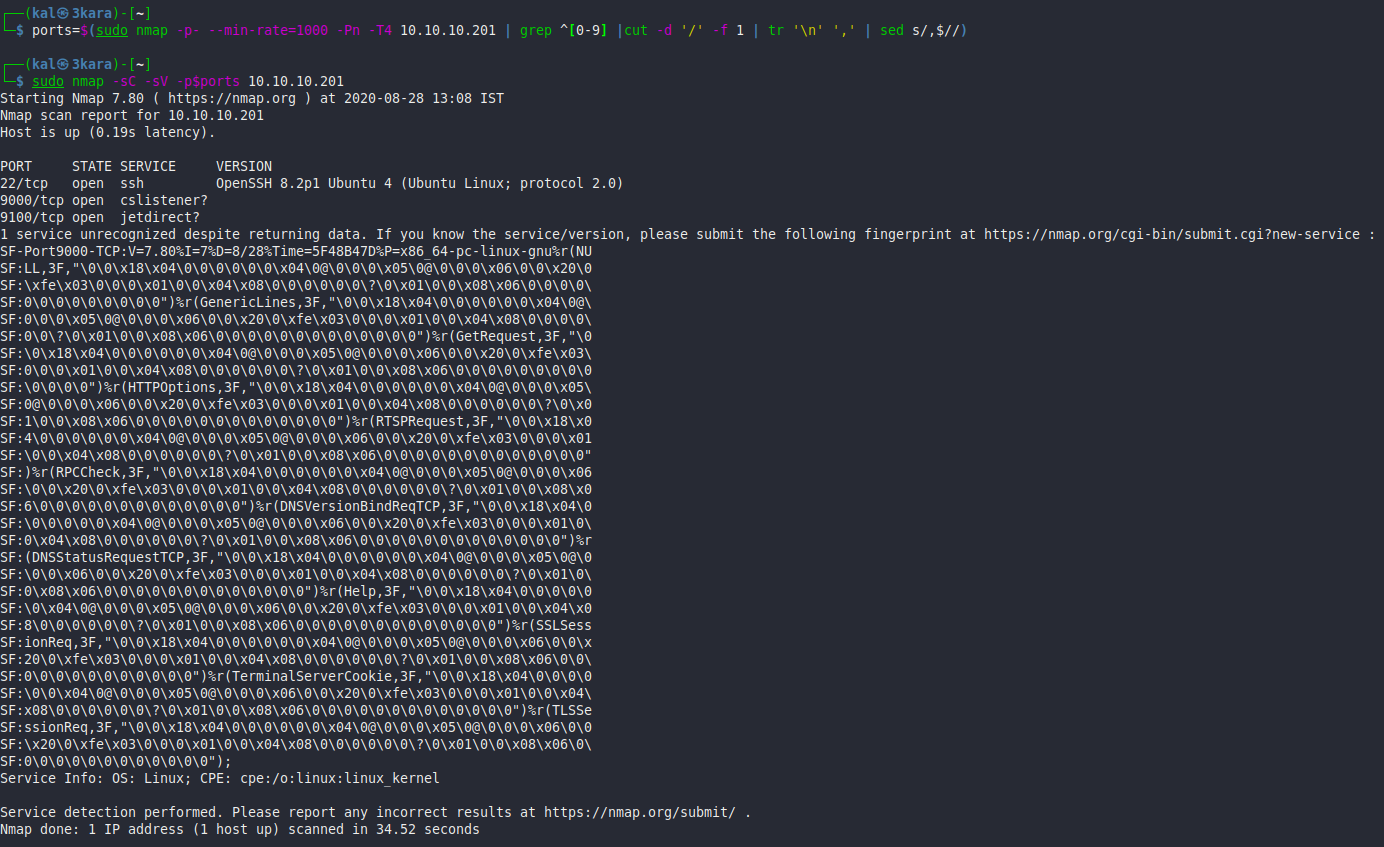 ┌──(kal㉿3kara)-[~]
└─$ ports=$(sudo nmap -p- --min-rate=1000 -Pn -T4 10.10.10.201 | grep ^[0-9] |cut -d '/' -f 1 | tr '\n' ',' | sed s/,$//)
┌──(kal㉿3kara)-[~]
└─$ sudo nmap -sC -sV -p$ports 10.10.10.201
Starting Nmap 7.80 ( https://nmap.org ) at 2020-08-28 13:08 IST
Nmap scan report for 10.10.10.201
Host is up (0.19s latency).
PORT     STATE SERVICE     VERSION
22/tcp   open  ssh         OpenSSH 8.2p1 Ubuntu 4 (Ubuntu Linux; protocol 2.0)
9000/tcp open  cslistener?
9100/tcp open  jetdirect?
1 service unrecognized despite returning data. If you know the service/version, please submit the following fingerprint at https://nmap.org/cgi-bin/submit.cgi?new-service :
SF-Port9000-TCP:V=7.80%I=7%D=8/28%Time=5F48B47D%P=x86_64-pc-linux-gnu%r(NU
SF:LL,3F,"\0\0\x18\x04\0\0\0\0\0\0\x04\0@\0\0\0\x05\0@\0\0\0\x06\0\0\x20\0
SF:\xfe\x03\0\0\0\x01\0\0\x04\x08\0\0\0\0\0\0\?\0\x01\0\0\x08\x06\0\0\0\0\
SF:0\0\0\0\0\0\0\0\0")%r(GenericLines,3F,"\0\0\x18\x04\0\0\0\0\0\0\x04\0@\
SF:0\0\0\x05\0@\0\0\0\x06\0\0\x20\0\xfe\x03\0\0\0\x01\0\0\x04\x08\0\0\0\0\
SF:0\0\?\0\x01\0\0\x08\x06\0\0\0\0\0\0\0\0\0\0\0\0\0")%r(GetRequest,3F,"\0
SF:\0\x18\x04\0\0\0\0\0\0\x04\0@\0\0\0\x05\0@\0\0\0\x06\0\0\x20\0\xfe\x03\
SF:0\0\0\x01\0\0\x04\x08\0\0\0\0\0\0\?\0\x01\0\0\x08\x06\0\0\0\0\0\0\0\0\0
SF:\0\0\0\0")%r(HTTPOptions,3F,"\0\0\x18\x04\0\0\0\0\0\0\x04\0@\0\0\0\x05\
SF:0@\0\0\0\x06\0\0\x20\0\xfe\x03\0\0\0\x01\0\0\x04\x08\0\0\0\0\0\0\?\0\x0
SF:1\0\0\x08\x06\0\0\0\0\0\0\0\0\0\0\0\0\0")%r(RTSPRequest,3F,"\0\0\x18\x0
SF:4\0\0\0\0\0\0\x04\0@\0\0\0\x05\0@\0\0\0\x06\0\0\x20\0\xfe\x03\0\0\0\x01
SF:\0\0\x04\x08\0\0\0\0\0\0\?\0\x01\0\0\x08\x06\0\0\0\0\0\0\0\0\0\0\0\0\0"
SF:)%r(RPCCheck,3F,"\0\0\x18\x04\0\0\0\0\0\0\x04\0@\0\0\0\x05\0@\0\0\0\x06
SF:\0\0\x20\0\xfe\x03\0\0\0\x01\0\0\x04\x08\0\0\0\0\0\0\?\0\x01\0\0\x08\x0
SF:6\0\0\0\0\0\0\0\0\0\0\0\0\0")%r(DNSVersionBindReqTCP,3F,"\0\0\x18\x04\0
SF:\0\0\0\0\0\x04\0@\0\0\0\x05\0@\0\0\0\x06\0\0\x20\0\xfe\x03\0\0\0\x01\0\
SF:0\x04\x08\0\0\0\0\0\0\?\0\x01\0\0\x08\x06\0\0\0\0\0\0\0\0\0\0\0\0\0")%r
SF:(DNSStatusRequestTCP,3F,"\0\0\x18\x04\0\0\0\0\0\0\x04\0@\0\0\0\x05\0@\0
SF:\0\0\x06\0\0\x20\0\xfe\x03\0\0\0\x01\0\0\x04\x08\0\0\0\0\0\0\?\0\x01\0\
SF:0\x08\x06\0\0\0\0\0\0\0\0\0\0\0\0\0")%r(Help,3F,"\0\0\x18\x04\0\0\0\0\0
SF:\0\x04\0@\0\0\0\x05\0@\0\0\0\x06\0\0\x20\0\xfe\x03\0\0\0\x01\0\0\x04\x0
SF:8\0\0\0\0\0\0\?\0\x01\0\0\x08\x06\0\0\0\0\0\0\0\0\0\0\0\0\0")%r(SSLSess
SF:ionReq,3F,"\0\0\x18\x04\0\0\0\0\0\0\x04\0@\0\0\0\x05\0@\0\0\0\x06\0\0\x
SF:20\0\xfe\x03\0\0\0\x01\0\0\x04\x08\0\0\0\0\0\0\?\0\x01\0\0\x08\x06\0\0\
SF:0\0\0\0\0\0\0\0\0\0\0")%r(TerminalServerCookie,3F,"\0\0\x18\x04\0\0\0\0
SF:\0\0\x04\0@\0\0\0\x05\0@\0\0\0\x06\0\0\x20\0\xfe\x03\0\0\0\x01\0\0\x04\
SF:x08\0\0\0\0\0\0\?\0\x01\0\0\x08\x06\0\0\0\0\0\0\0\0\0\0\0\0\0")%r(TLSSe
SF:ssionReq,3F,"\0\0\x18\x04\0\0\0\0\0\0\x04\0@\0\0\0\x05\0@\0\0\0\x06\0\0
SF:\x20\0\xfe\x03\0\0\0\x01\0\0\x04\x08\0\0\0\0\0\0\?\0\x01\0\0\x08\x06\0\
SF:0\0\0\0\0\0\0\0\0\0\0\0");
Service Info: OS: Linux; CPE: cpe:/o:linux:linux_kernel
Service detection performed. Please report any incorrect results at https://nmap.org/submit/ .
Nmap done: 1 IP address (1 host up) scanned in 34.52 seconds